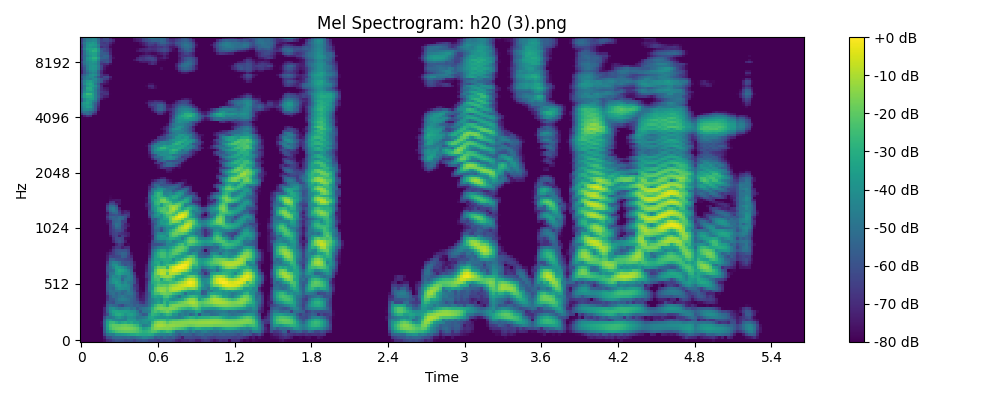 Mel Spectrogram: h20 (3).png
Hz
8192
4096
2048
1024
512
0
0 0.6 1.2 1.8 2.4 3 3.6 4.2 4.8 5.4
Time
+0 dB
-10 dB
-20 dB
-30 dB
-40 dB
-50 dB
-60 dB
-70 dB
-80 dB